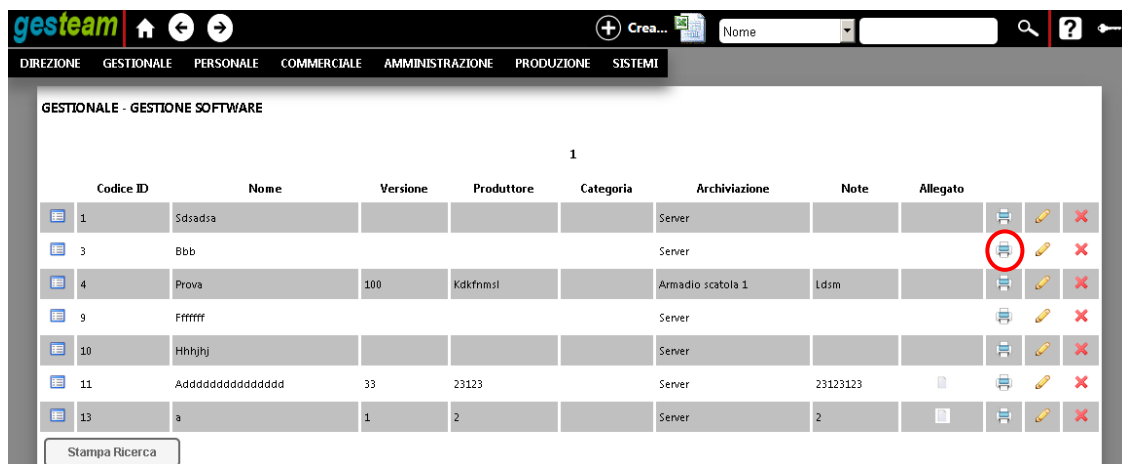 gesteam Crea... Nome ?
DIREZIONE GESTIONALE PERSONALE COMMERCIALE AMMINISTRAZIONE PRODUZIONE SISTEMI
GESTIONALE - GESTIONE SOFTWARE
1
Codice ID Nome Versione Produttore Categoria Archiviazione Note Allegato
1 Sdsadsa Server
3 Bbb Server
4 Prova 100 Kdkfnmsl Armadio scatola 1 Ldsm
9 Fffffff Server
10 Hhhjhj Server
11 Addddddddddddddd 33 23123 Server 23123123
13 a 1 2 Server 2
Stampa Ricerca